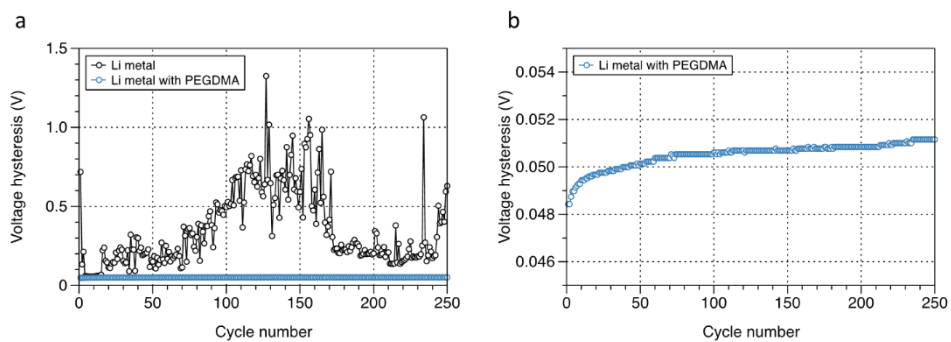 a
1.5
1.0
0.5
0
Voltage hysteresis (V)
Li metal
Li metal with PEGDMA
0 50 100 150 200 250
Cycle number
b
0.054
0.052
0.050
0.048
0.046
Voltage hysteresis (V)
Li metal with PEGDMA
0 50 100 150 200 250
Cycle number